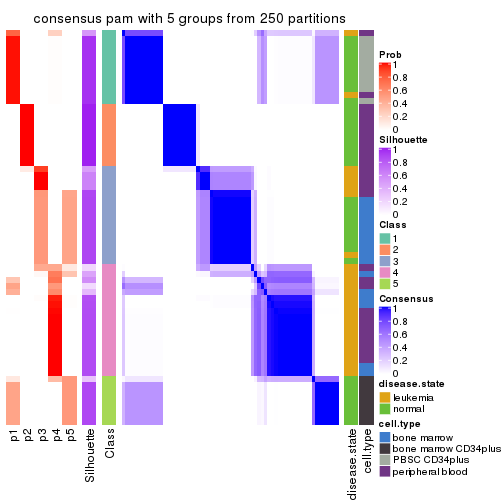 consensus pam with 5 groups from 250 partitions
Prob
1
0.8
0.6
0.4
0.2
0
Silhouette
1
0.8
0.6
0.4
0.2
0
Class
1
2
3
4
5
Consensus
1
0.8
0.6
0.4
0.2
0
disease.state
leukemia
normal
cell.type
bone marrow
bone marrow CD34plus
PBSC CD34plus
peripheral blood
p1
p2
p3
p4
p5
Silhouette
Class
disease.state
cell.type